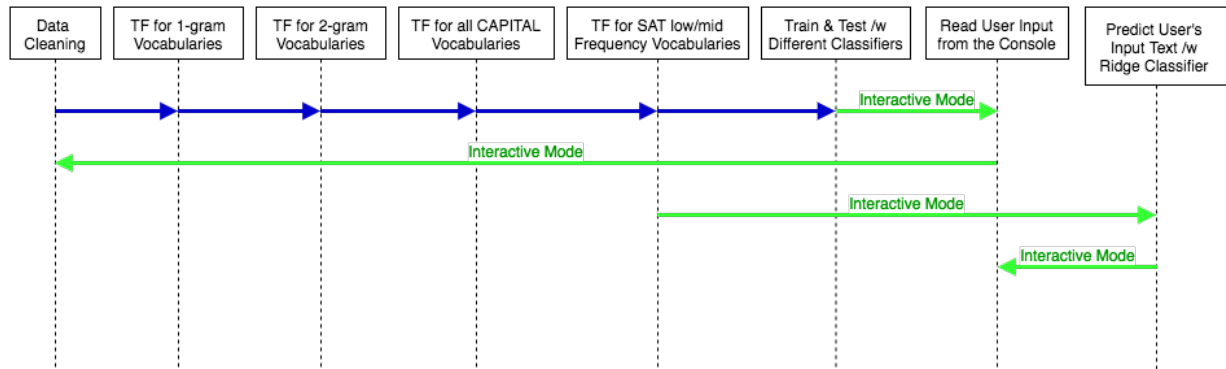 Data
Cleaning
TF for 1-gram
Vocabularies
TF for 2-gram
Vocabularies
TF for all CAPITAL
Vocabularies
TF for SAT low/mid
Frequency Vocabularies
Train & Test /w
Different Classifiers
Read User Input
from the Console
Predict User's
Input Text /w
Ridge Classifier
Interactive Mode
Interactive Mode
Interactive Mode
Interactive Mode